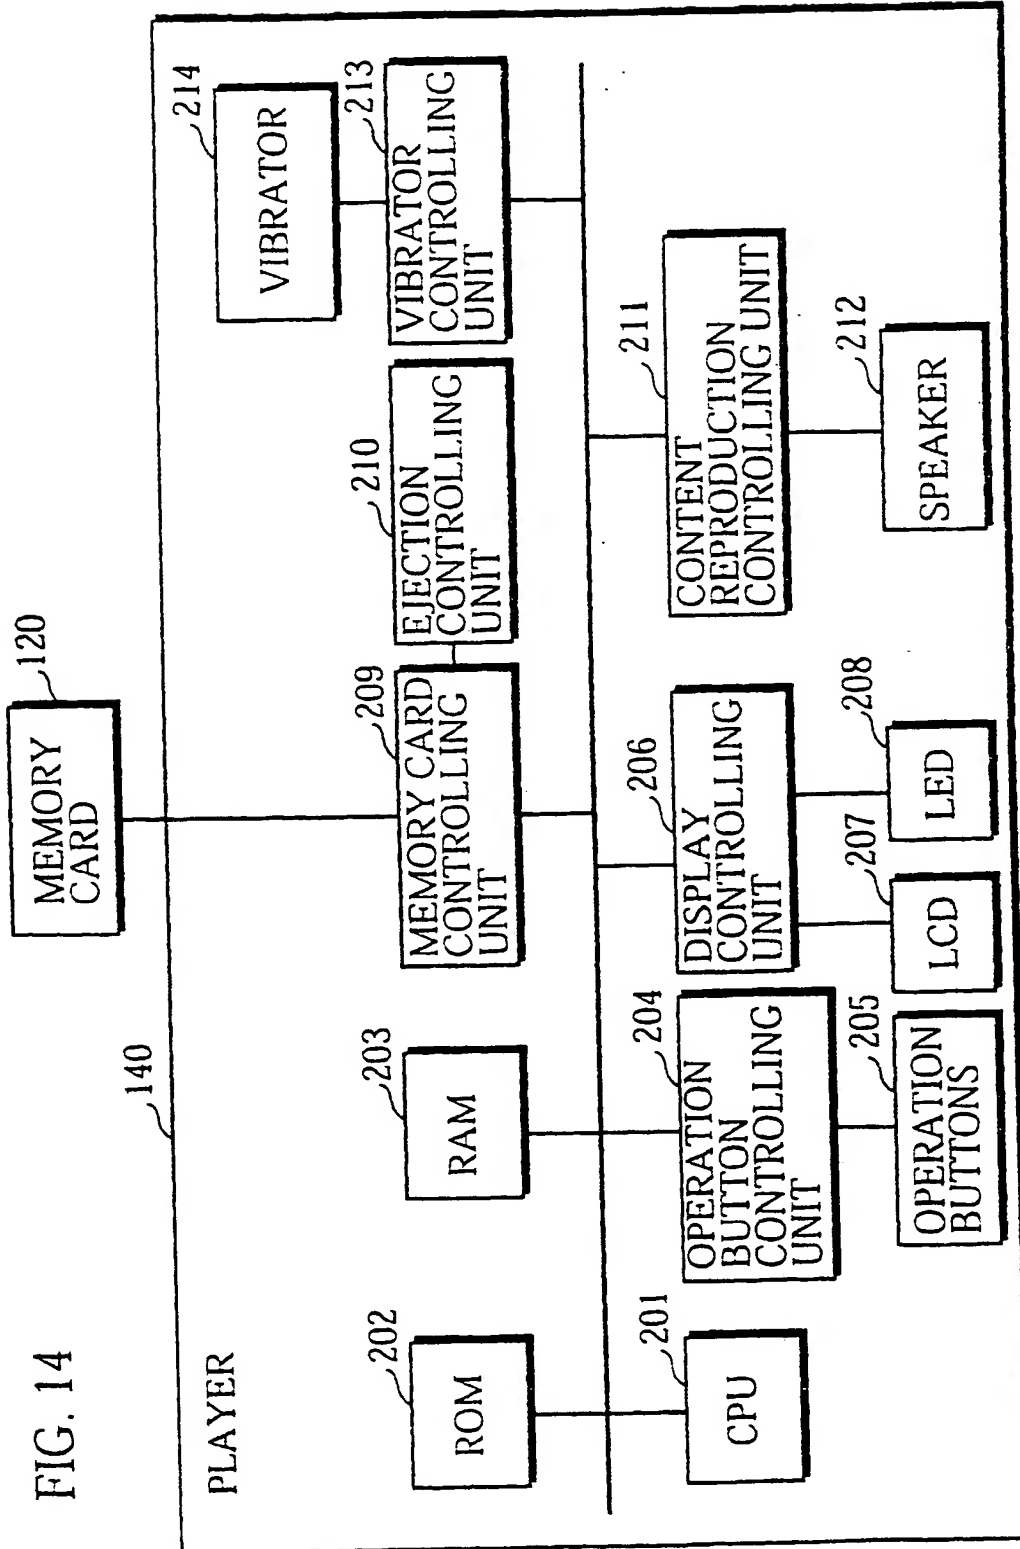 FIG. 14
MEMORY
CARD
120
140
PLAYER
ROM
202
RAM
203
MEMORY CARD
CONTROLLING
UNIT
209
EJECTION
CONTROLLING
UNIT
210
VIBRATOR
CONTROLLING
UNIT
213
VIBRATOR
214
CPU
201
OPERATION
BUTTON
CONTROLLING
UNIT
204
OPERATION
BUTTONS
205
DISPLAY
CONTROLLING
UNIT
206
LCD
207
LED
208
CONTENT
REPRODUCTION
CONTROLLING UNIT
211
SPEAKER
212